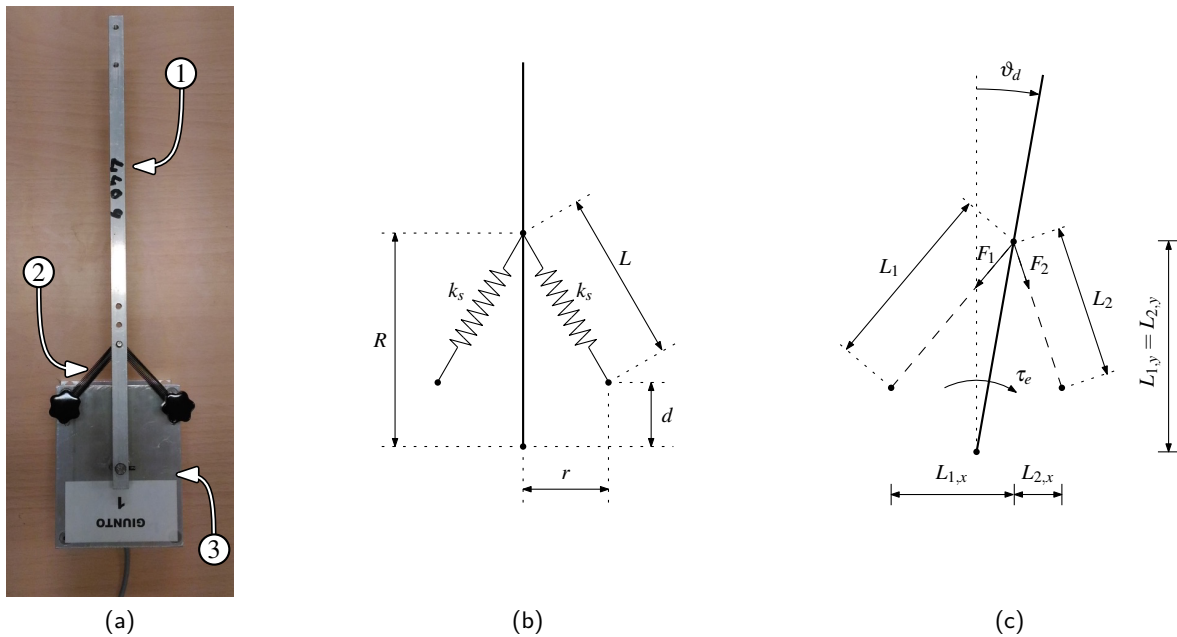 1
2
3
GIUNTO
1
(a)
k_s
k_s
L
R
d
r
(b)
ϑ_d
F_1
F_2
L_1
L_2
τ_e
L_{1,y} = L_{2,y}
L_{1,x}
L_{2,x}
(c)